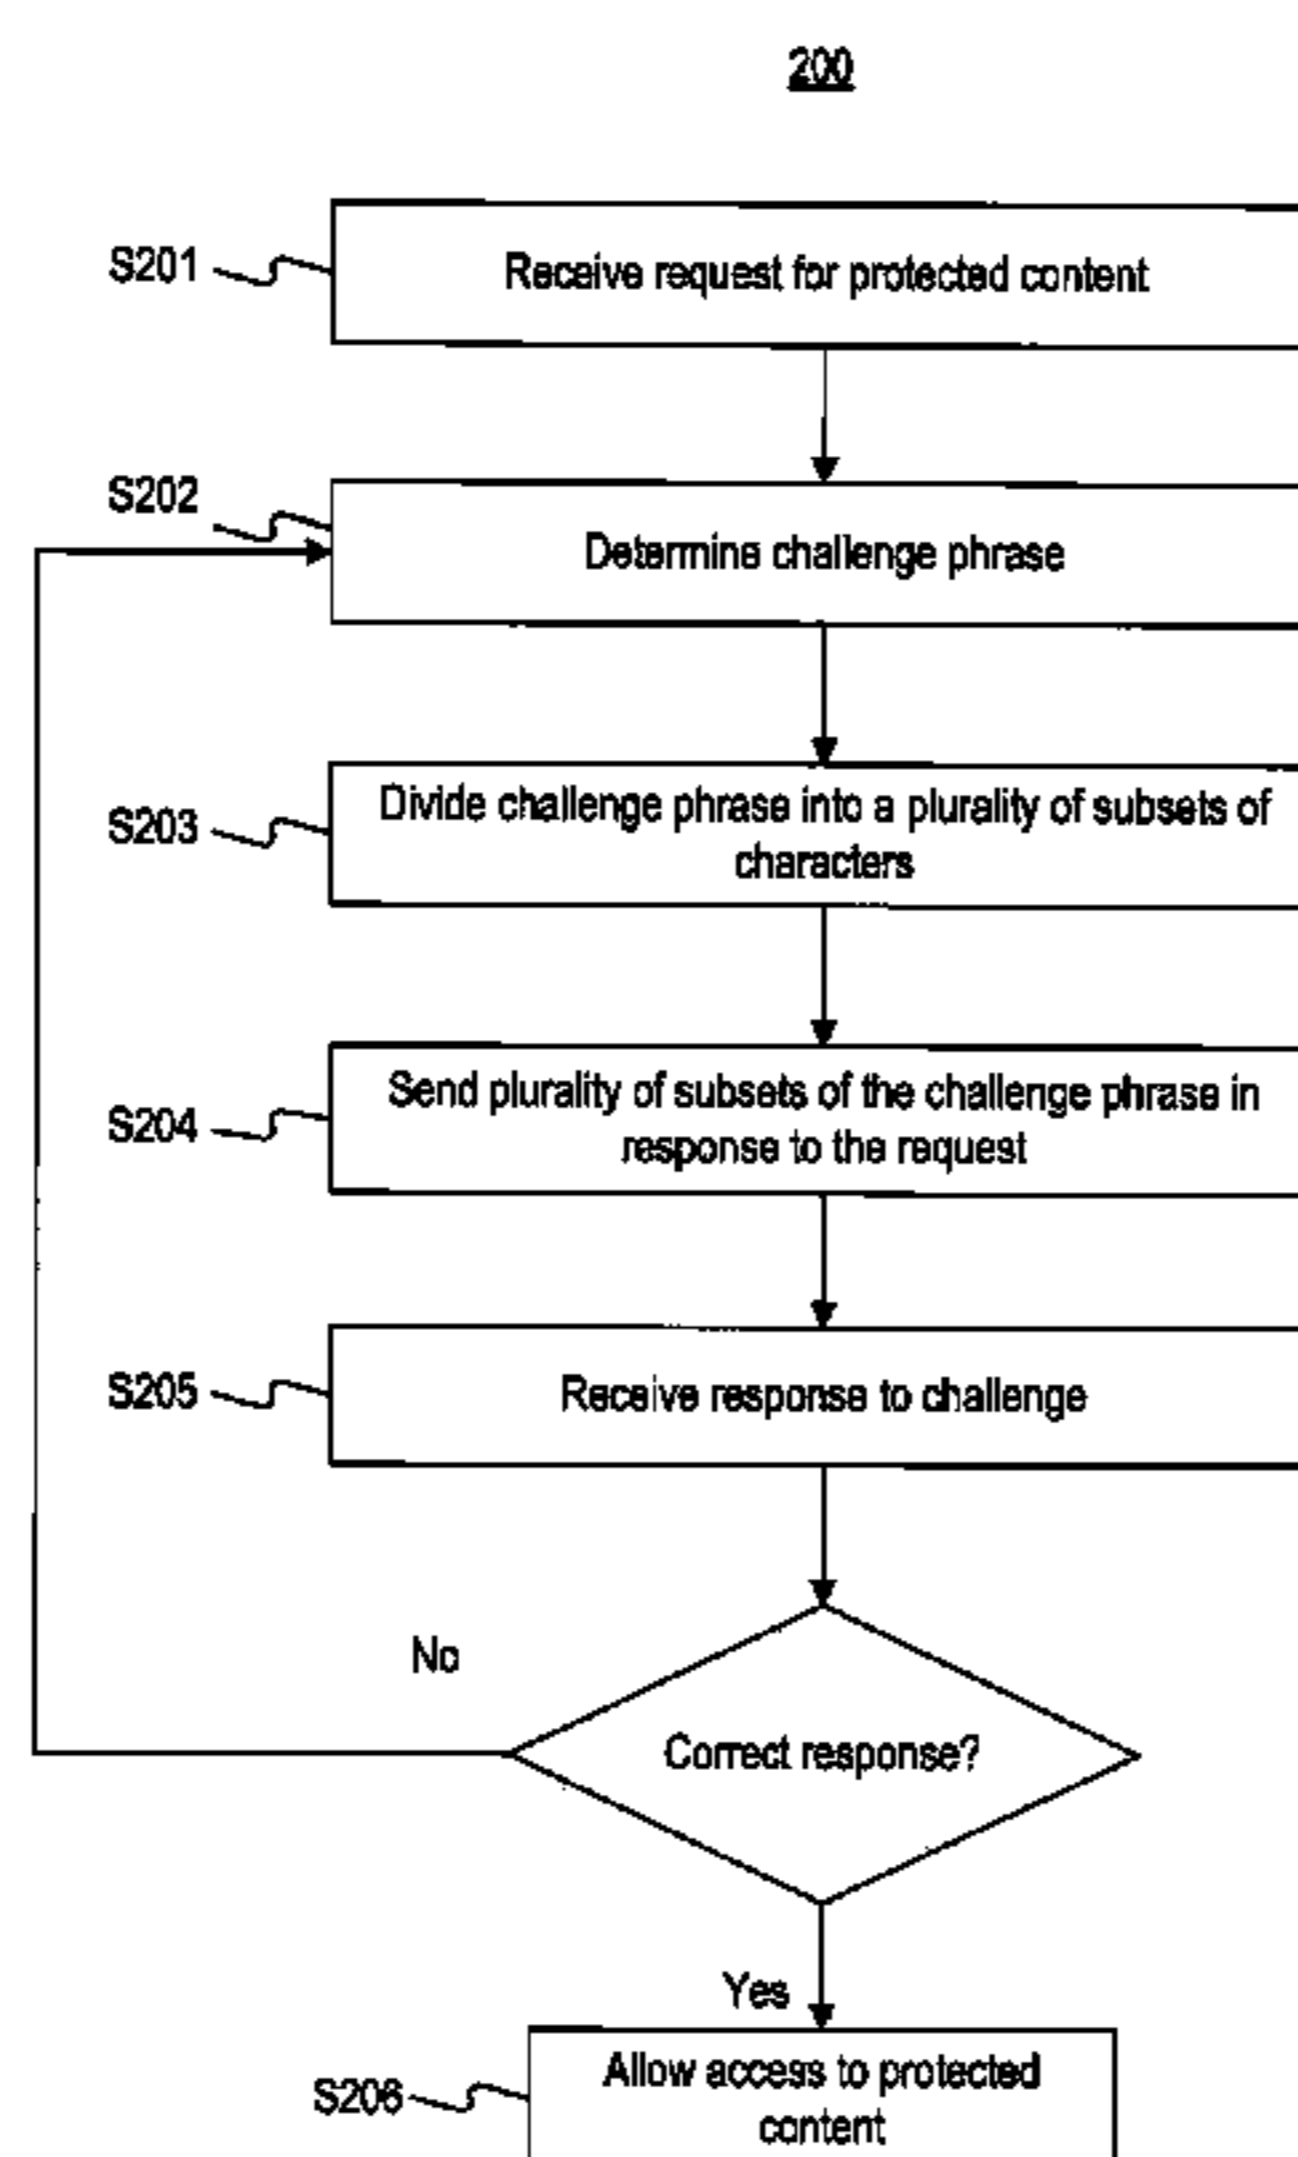 200
S201
Receive request for protected content
S202
Determine challenge phrase
S203
Divide challenge phrase into a plurality of subsets of
characters
S204
Send plurality of subsets of the challenge phrase in
response to the request
S205
Receive response to challenge
No
Correct response?
Yes
S206
Allow access to protected
content